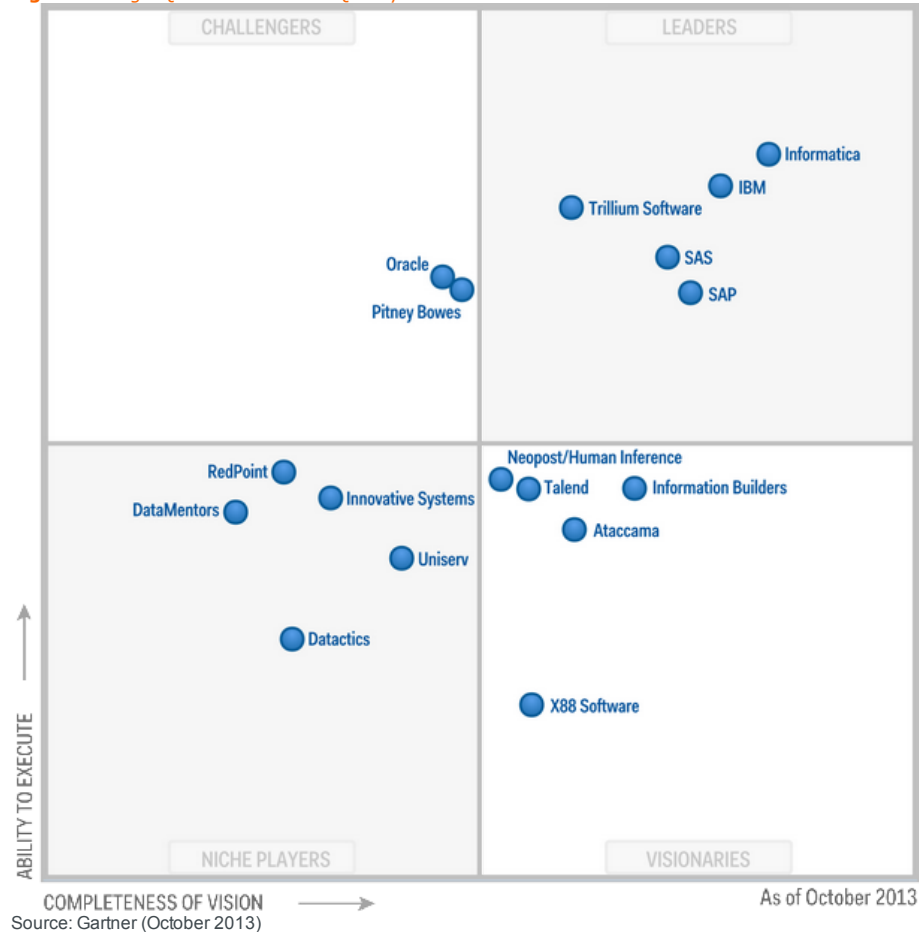 CHALLENGERS
LEADERS
Informatica
IBM
Trillium Software
SAS
Oracle
SAP
Pitney Bowes
Neopost/Human Inference
RedPoint
Talend
Information Builders
Innovative Systems
DataMentors
Ataccama
Uniserv
Datactics
X88 Software
ABILITY TO EXECUTE
NICHE PLAYERS
VISIONARIES
COMPLETENESS OF VISION
As of October 2013
Source: Gartner (October 2013)